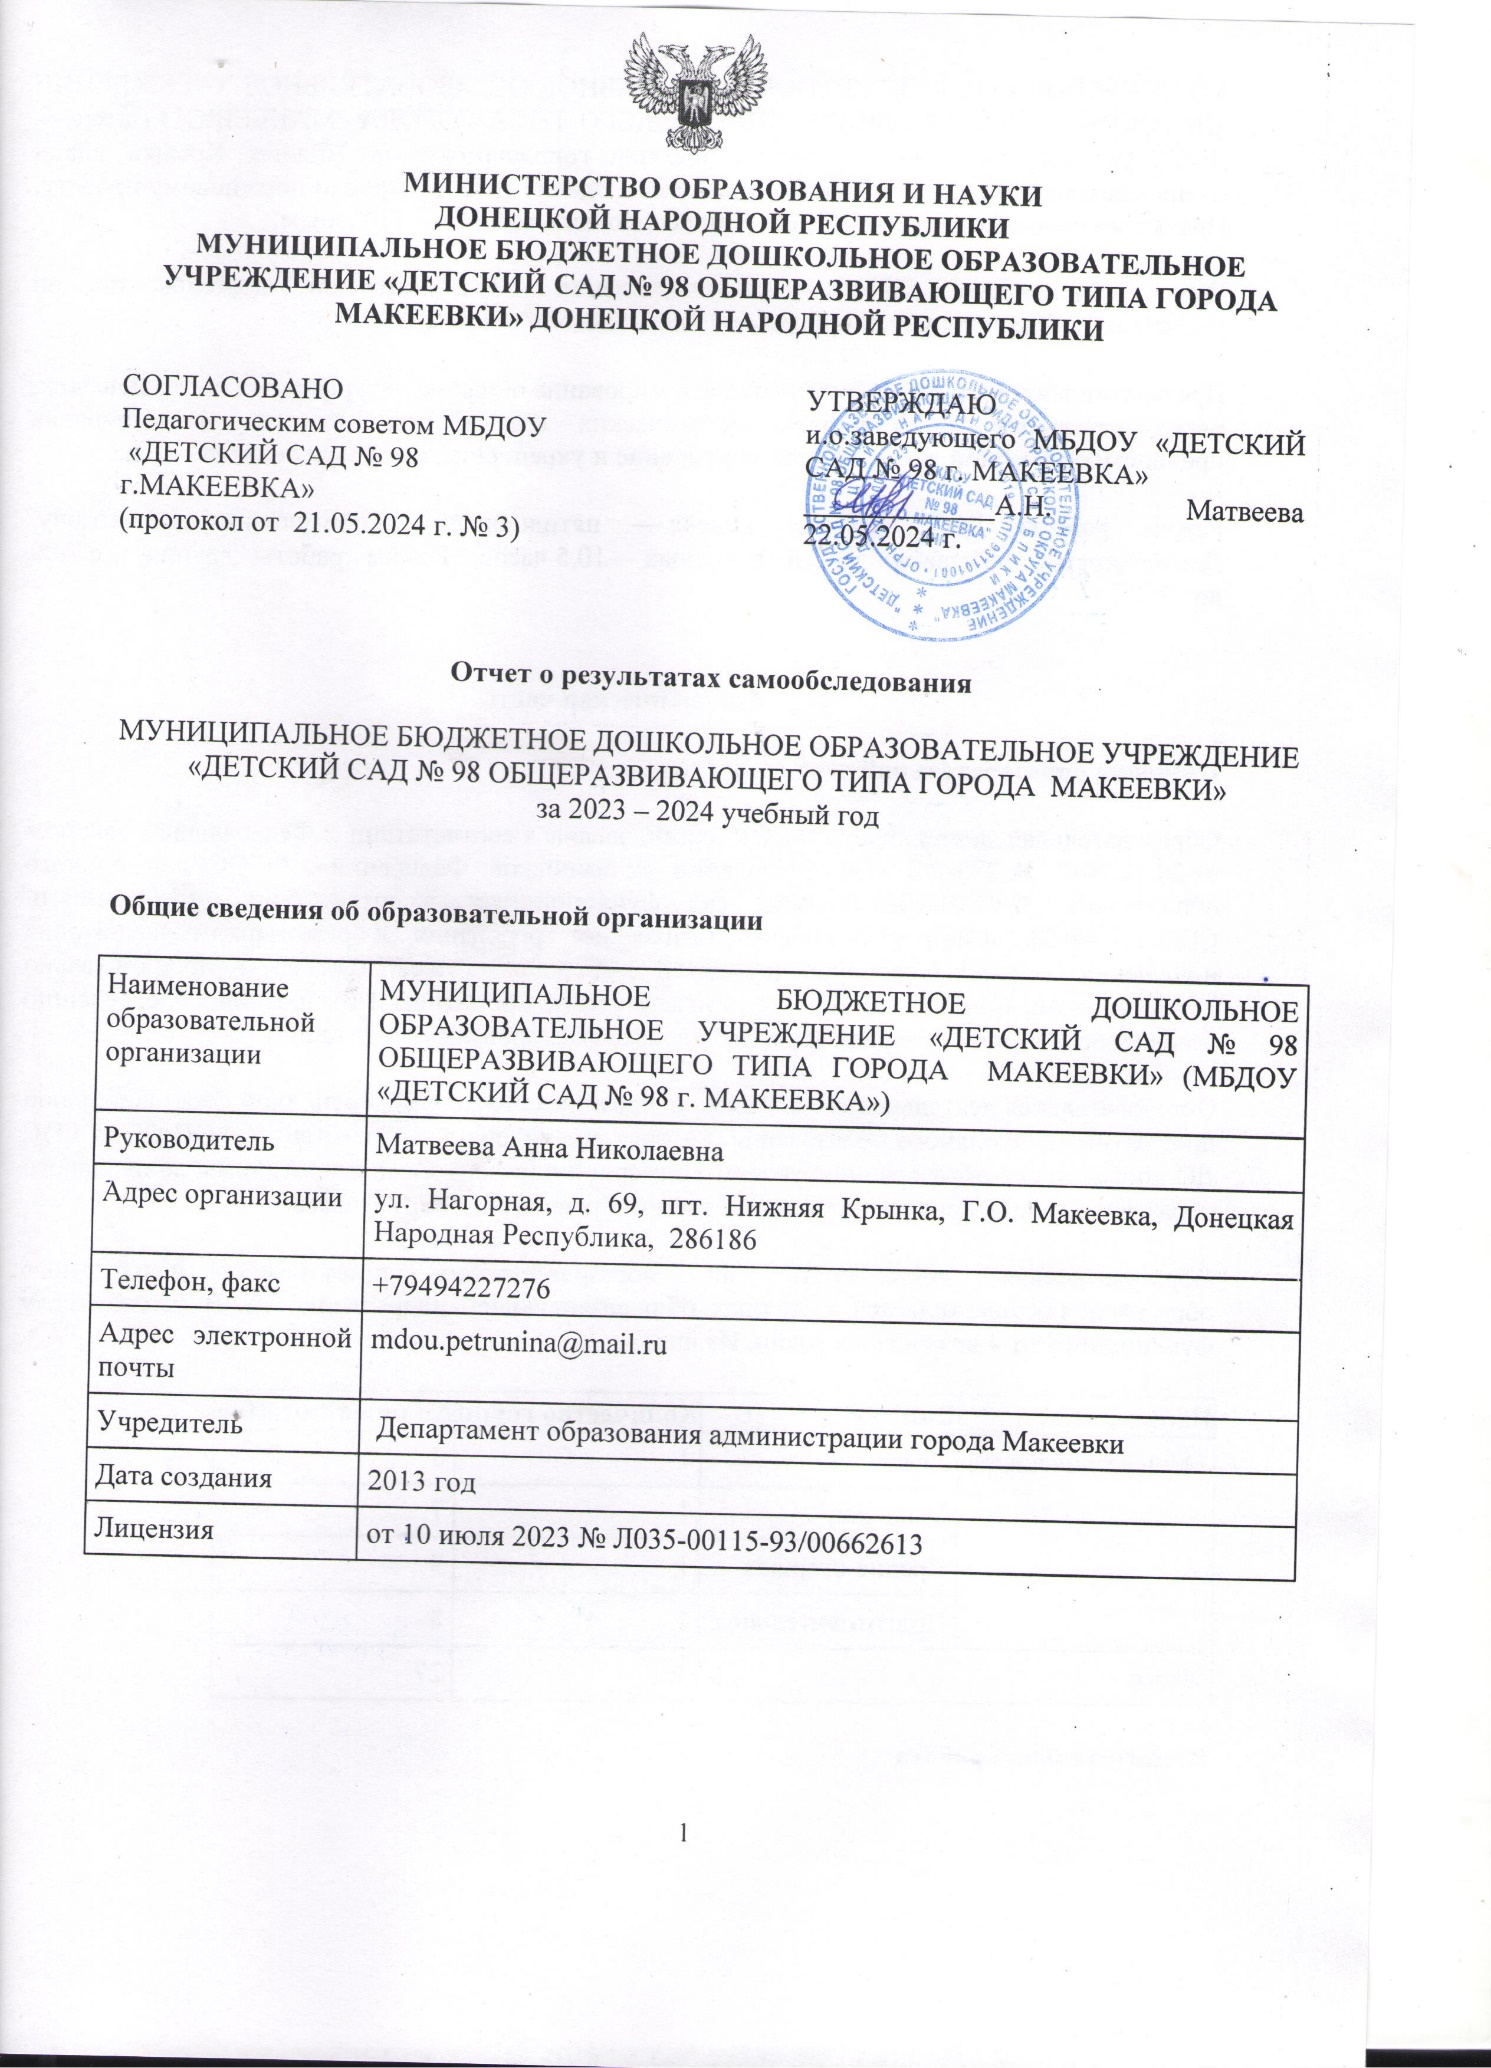 МИНИСТЕРСТВО ОБРАЗОВАНИЯ И НАУКИ
ДОНЕЦКОЙ НАРОДНОЙ РЕСПУБЛИКИ
МУНИЦИПАЛЬНОЕ БЮДЖЕТНОЕ ДОШКОЛЬНОЕ ОБРАЗОВАТЕЛЬНОЕ
УЧРЕЖДЕНИЕ «ДЕТСКИЙ САД № 98 ОБЩЕРАЗВИВАЮЩЕГО ТИПА ГОРОДА
МАКЕЕВКИ» ДОНЕЦКОЙ НАРОДНОЙ РЕСПУБЛИКИ
СОГЛАСОВАНО
Педагогическим советом МБДОУ
«ДЕТСКИЙ САД № 98
г.МАКЕЕВКА»
(протокол от 21.05.2024 г. № 3)
УТВЕРЖДАЮ
и.о.заведующего МБДОУ «ДЕТСКИЙ
САД № 98 г. МАКЕЕВКА»
А.Н. Матвеева
22.05.2024 г.
ДЕТСКИЙ САД
№ 98
Г.О. МАКЕЕВКА"
Отчет о результатах самообследования
МУНИЦИПАЛЬНОЕ БЮДЖЕТНОЕ ДОШКОЛЬНОЕ ОБРАЗОВАТЕЛЬНОЕ УЧРЕЖДЕНИЕ
«ДЕТСКИЙ САД № 98 ОБЩЕРАЗВИВАЮЩЕГО ТИПА ГОРОДА МАКЕЕВКИ»
за 2023 – 2024 учебный год
Общие сведения об образовательной организации
Наименование
образовательной
организации
МУНИЦИПАЛЬНОЕ БЮДЖЕТНОЕ ДОШКОЛЬНОЕ
ОБРАЗОВАТЕЛЬНОЕ УЧРЕЖДЕНИЕ «ДЕТСКИЙ САД № 98
ОБЩЕРАЗВИВАЮЩЕГО ТИПА ГОРОДА МАКЕЕВКИ» (МБДОУ
«ДЕТСКИЙ САД № 98 г. МАКЕЕВКА»)
Руководитель
Матвеева Анна Николаевна
Адрес организации
ул. Нагорная, д. 69, пгт. Нижняя Крынка, Г.О. Макеевка, Донецкая
Народная Республика, 286186
Телефон, факс
+79494227276
Адрес электронной
почты
mdou.petrunina@mail.ru
Учредитель
Департамент образования администрации города Макеевки
Дата создания
2013 год
Лицензия
от 10 июля 2023 № Л035-00115-93/00662613
1